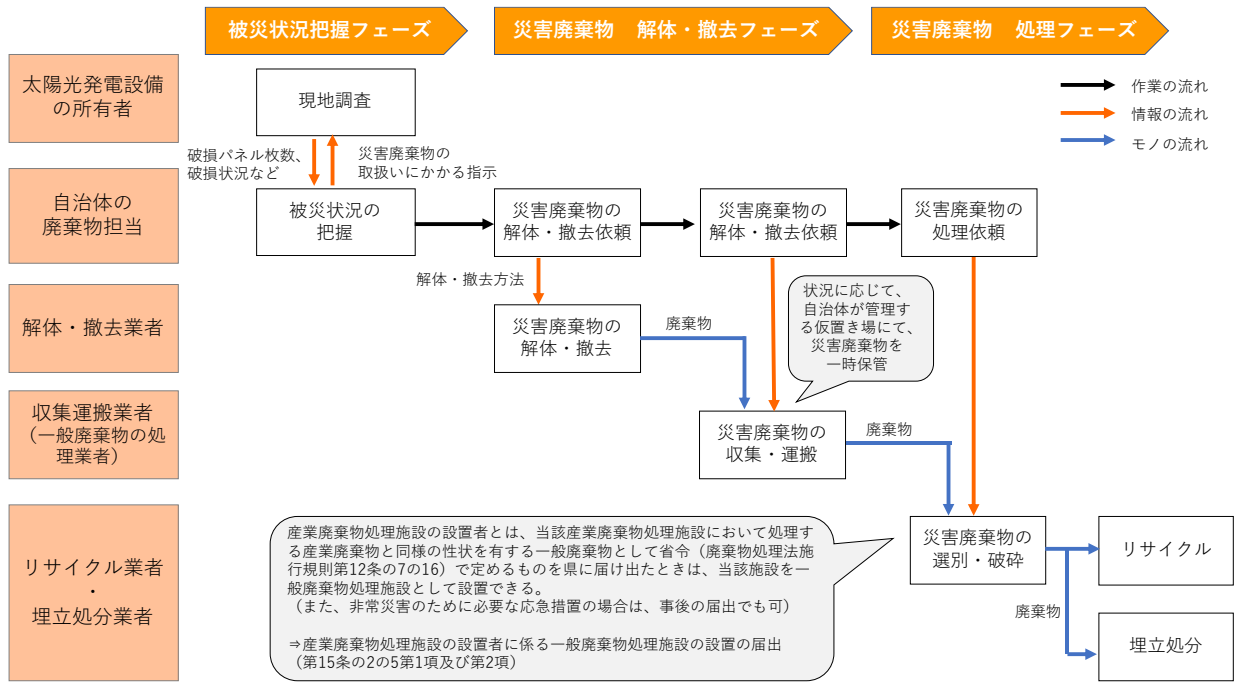 被災状況把握フェーズ
災害廃棄物　解体・撤去フェーズ
災害廃棄物　処理フェーズ
作業の流れ
情報の流れ
モノの流れ
太陽光発電設備
の所有者
現地調査
破損パネル枚数、
破損状況など
災害廃棄物の
取扱いにかかる指示
自治体の
廃棄物担当
被災状況の
把握
災害廃棄物の
解体・撤去依頼
災害廃棄物の
解体・撤去依頼
災害廃棄物の
処理依頼
解体・撤去方法
状況に応じて、
自治体が管理す
る仮置き場にて、
災害廃棄物を
一時保管
解体・撤去業者
災害廃棄物の
解体・撤去
廃棄物
収集運搬業者
（一般廃棄物の処
理業者）
災害廃棄物の
収集・運搬
廃棄物
リサイクル業者
・
埋立処分業者
産業廃棄物処理施設の設置者とは、当該産業廃棄物処理施設において処理す
る産業廃棄物と同様の性状を有する一般廃棄物として省令（廃棄物処理法施
行規則第12条の7の16）で定めるものを県に届け出たときは、当該施設を一
般廃棄物処理施設として設置できる。
（また、非常災害のために必要な応急措置の場合は、事後の届出でも可）
⇒産業廃棄物処理施設の設置者に係る一般廃棄物処理施設の設置の届出
（第15条の2の5第1項及び第2項）
災害廃棄物の
選別・破砕
リサイクル
廃棄物
埋立処分